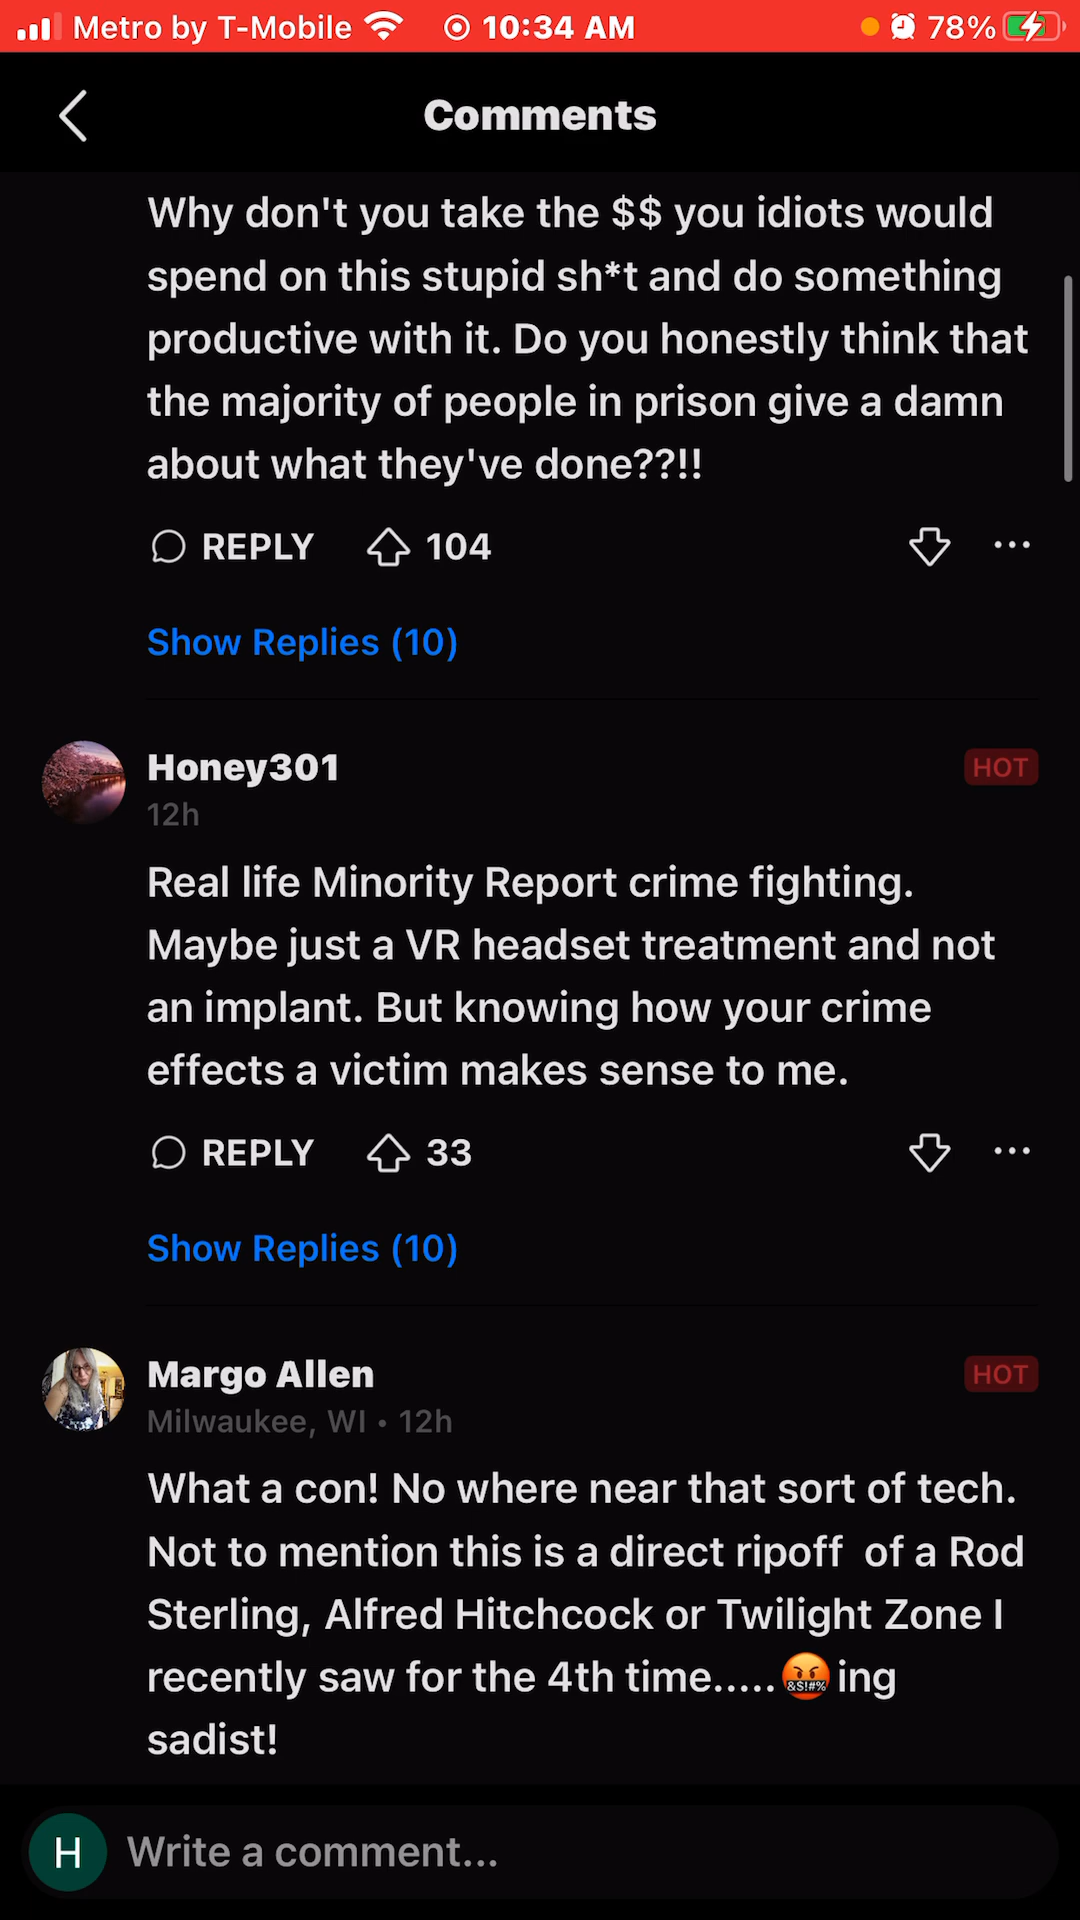 Metro by T-Mobile 10:34 AM 78%
Comments
Why don't you take the $$ you idiots would
spend on this stupid sh*t and do something
productive with it. Do you honestly think that
the majority of people in prison give a damn
about what they've done??!!
REPLY 104
Show Replies (10)
Honey301 HOT
12h
Real life Minority Report crime fighting.
Maybe just a VR headset treatment and not
an implant. But knowing how your crime
effects a victim makes sense to me.
REPLY 33
Show Replies (10)
Margo Allen HOT
Milwaukee, WI • 12h
What a con! No where near that sort of tech.
Not to mention this is a direct ripoff  of a Rod
Sterling, Alfred Hitchcock or Twilight Zone I
recently saw for the 4th time.....🤬ing
sadist!
H Write a comment...